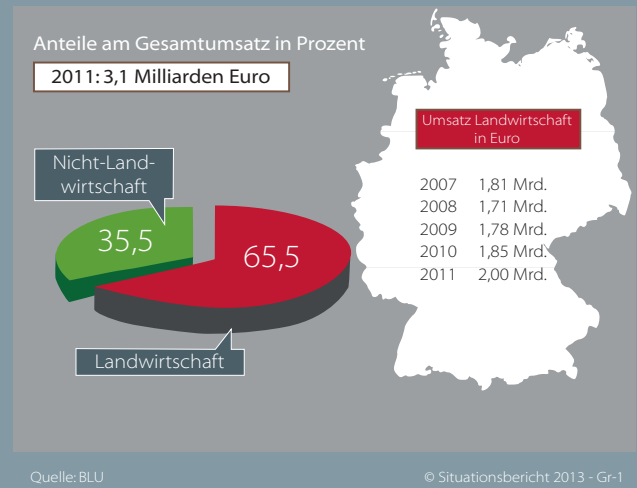 Anteile am Gesamtumsatz in Prozent
2011: 3,1 Milliarden Euro
Nicht-Land-
wirtschaft
35,5
65,5
Landwirtschaft
Umsatz Landwirtschaft
in Euro
2007 1,81 Mrd.
2008 1,71 Mrd.
2009 1,78 Mrd.
2010 1,85 Mrd.
2011 2,00 Mrd.
Quelle: BLU
© Situationsbericht 2013 - Gr-1